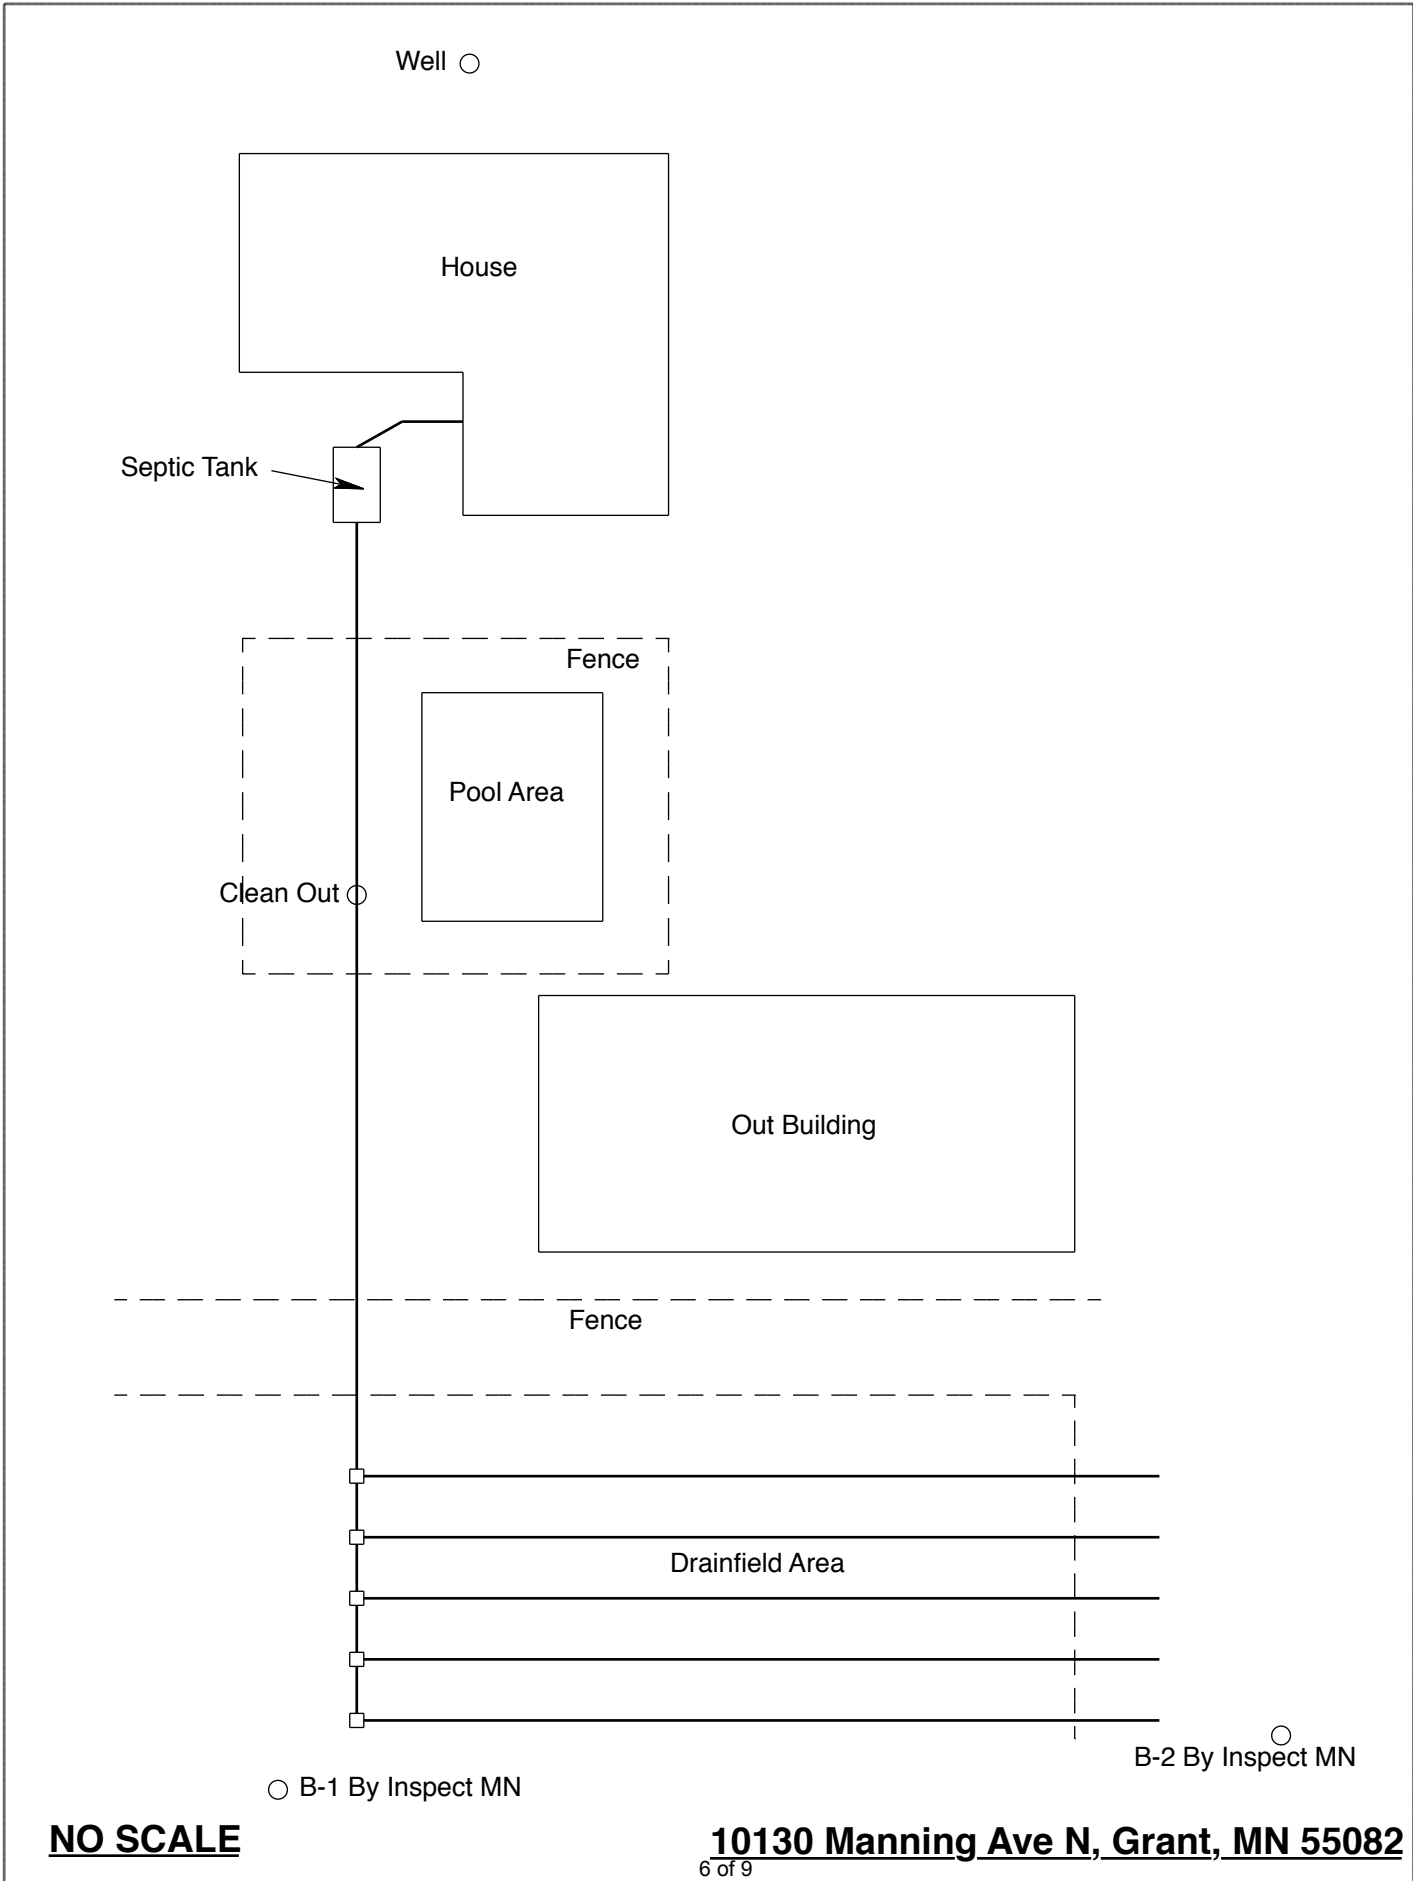 Well
House
Septic Tank
Fence
Pool Area
Clean Out
Out Building
Fence
Drainfield Area
B-2 By Inspect MN
B-1 By Inspect MN
NO SCALE
10130 Manning Ave N, Grant, MN 55082
6 of 9